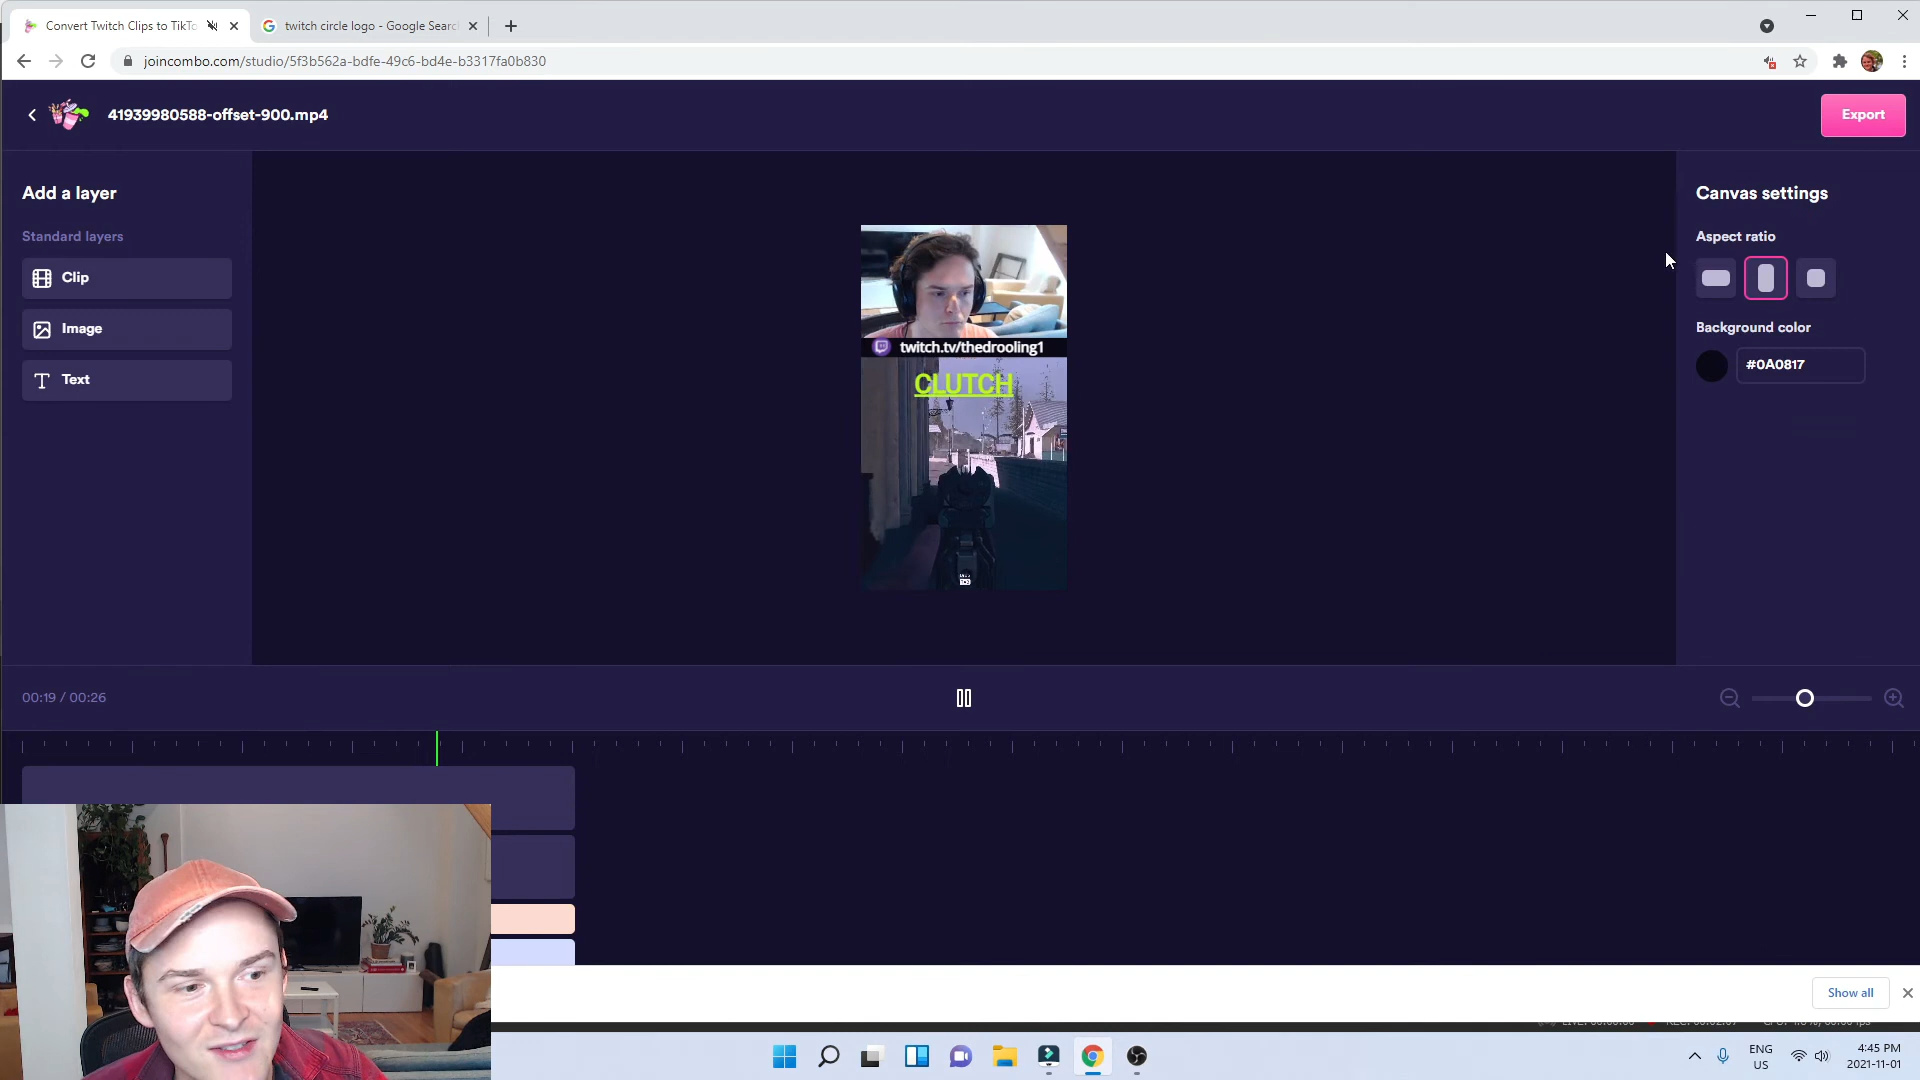 Convert Twitch Clips to TikTo
twitch circle logo - Google Search
joincombo.com/studio/5f3b562a-bdfe-49c6-bd4e-b3317fa0b830
41939980588-offset-900.mp4
Export
Add a layer
Standard layers
Clip
Image
Text
twitch.tv/thedrooling1
CLUTCH
Canvas settings
Aspect ratio
Background color
#0A0817
00:19 / 00:26
Show all
ENG
US
4:45 PM
2021-11-01